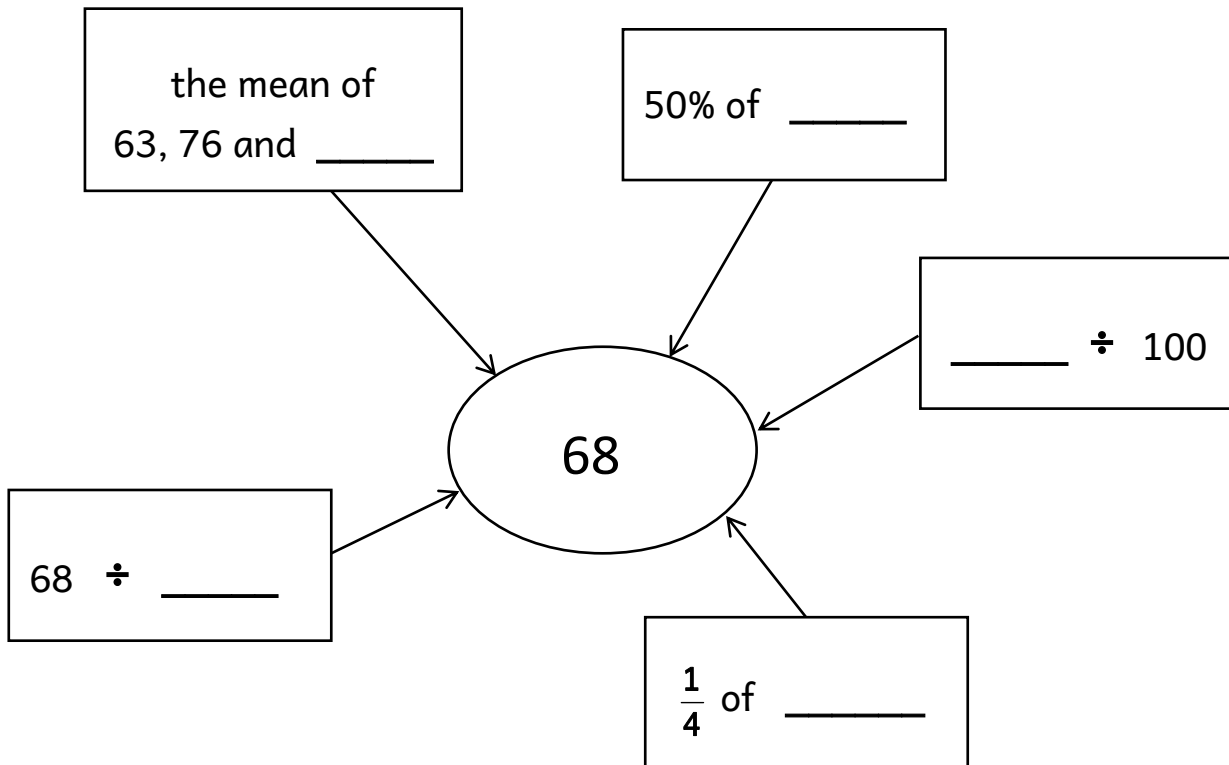 the mean of
63, 76 and ______
50% of ______
______ ÷ 100
68
68 ÷ ______
1/4 of ______